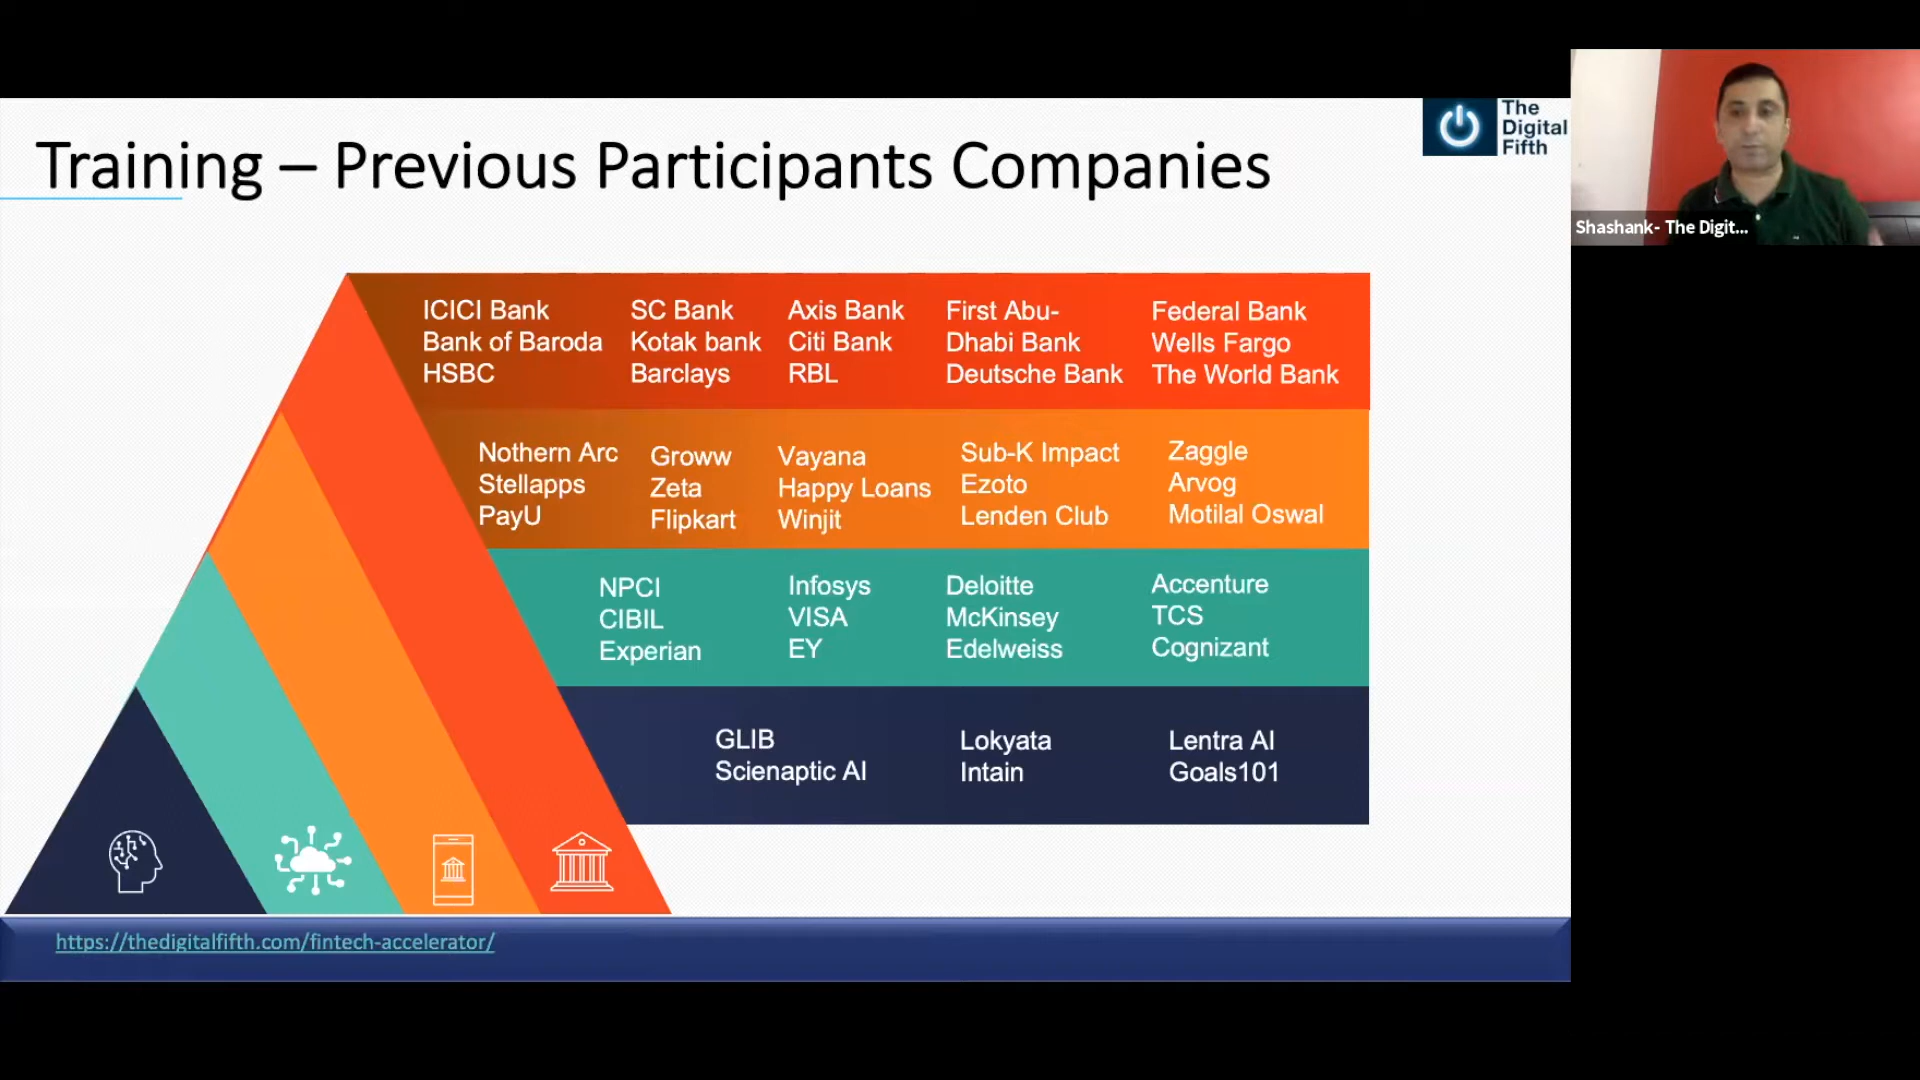 Training – Previous Participants Companies
The
Digital
Fifth
Shashank- The Digit...
ICICI Bank
Bank of Baroda
HSBC
SC Bank
Kotak bank
Barclays
Axis Bank
Citi Bank
RBL
First Abu-
Dhabi Bank
Deutsche Bank
Federal Bank
Wells Fargo
The World Bank
Nothern Arc
Stellapps
PayU
Groww
Zeta
Flipkart
Vayana
Happy Loans
Winjit
Sub-K Impact
Ezoto
Lenden Club
Zaggle
Arvog
Motilal Oswal
NPCI
CIBIL
Experian
Infosys
VISA
EY
Deloitte
McKinsey
Edelweiss
Accenture
TCS
Cognizant
GLIB
Scienaptic AI
Lokyata
Intain
Lentra AI
Goals101
https://thedigitalfifth.com/fintech-accelerator/